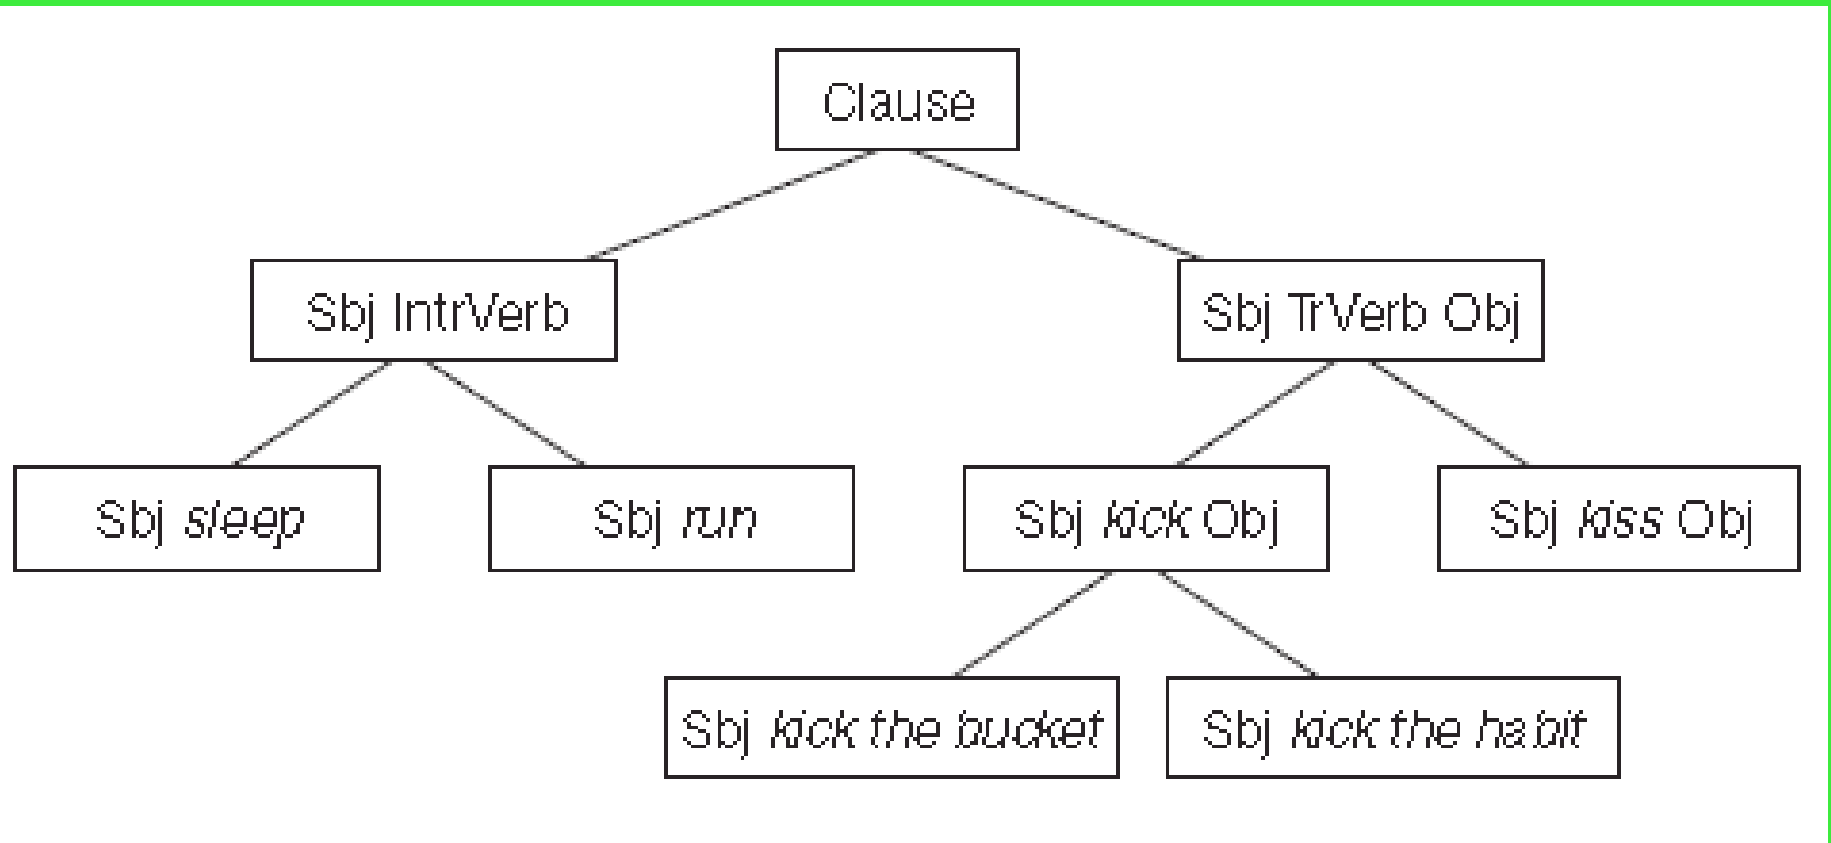 Clause
Sbj IntrVerb
Sbj TrVerb Obj
Sbj sleep
Sbj run
Sbj kick Obj
Sbj kiss Obj
Sbj kick the bucket
Sbj kick the habit